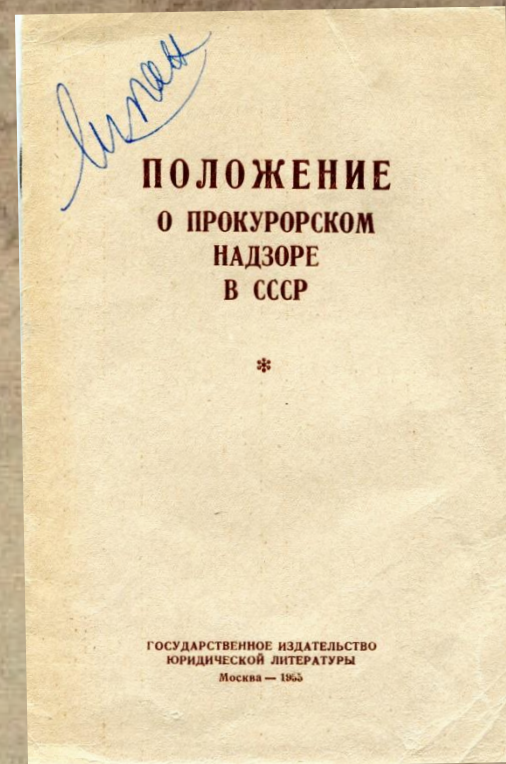 ПОЛОЖЕНИЕ
О ПРОКУРОРСКОМ
НАДЗОРЕ
В СССР
*
ГОСУДАРСТВЕННОЕ ИЗДАТЕЛЬСТВО
ЮРИДИЧЕСКОЙ ЛИТЕРАТУРЫ
Москва — 1955